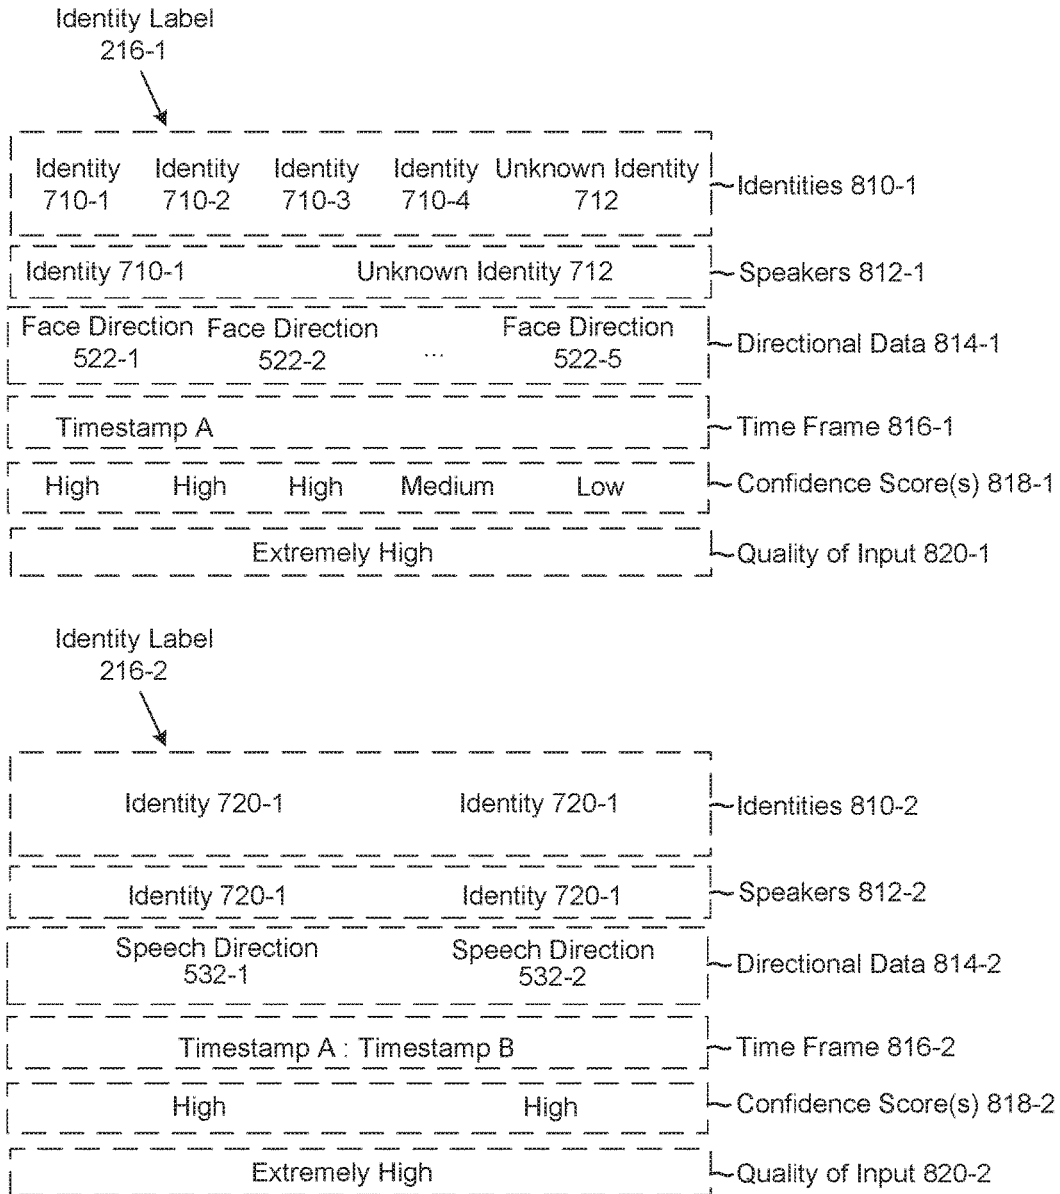 Identity Label
216-1
Identity Identity Identity Identity Unknown Identity
710-1 710-2 710-3 710-4 712
Identities 810-1
Identity 710-1 Unknown Identity 712
Speakers 812-1
Face Direction Face Direction Face Direction
522-1 522-2 ... 522-5
Directional Data 814-1
Timestamp A
Time Frame 816-1
High High High Medium Low
Confidence Score(s) 818-1
Extremely High
Quality of Input 820-1
Identity Label
216-2
Identity 720-1 Identity 720-1
Identities 810-2
Identity 720-1 Identity 720-1
Speakers 812-2
Speech Direction Speech Direction
532-1 532-2
Directional Data 814-2
Timestamp A : Timestamp B
Time Frame 816-2
High High
Confidence Score(s) 818-2
Extremely High
Quality of Input 820-2